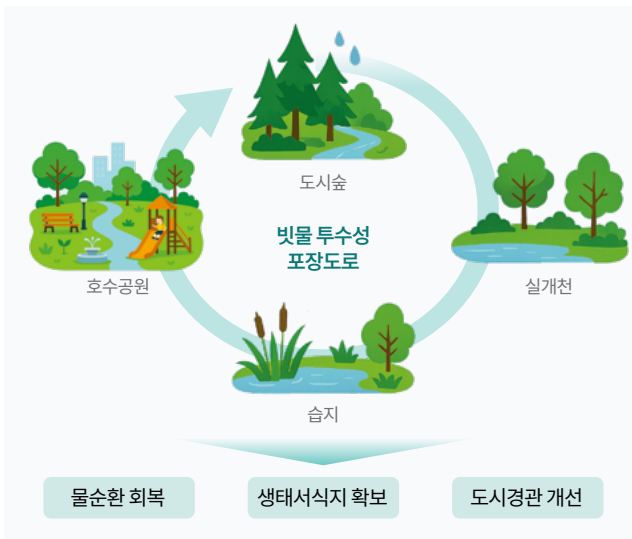 도시숲
빗물 투수성
포장도로
호수공원
실개천
습지
물순환 회복
생태서식지 확보
도시경관 개선